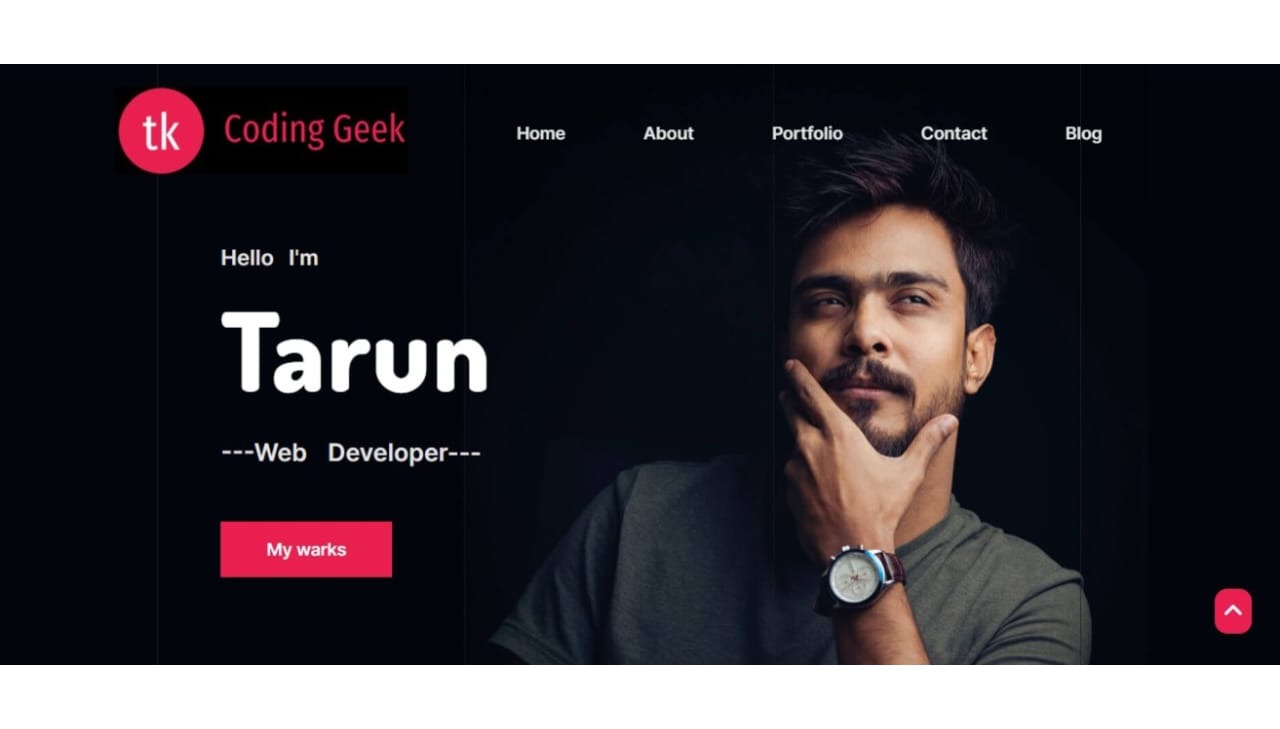 tk Coding Geek
Home About Portfolio Contact Blog
Hello I'm
Tarun
---Web Developer---
My warks